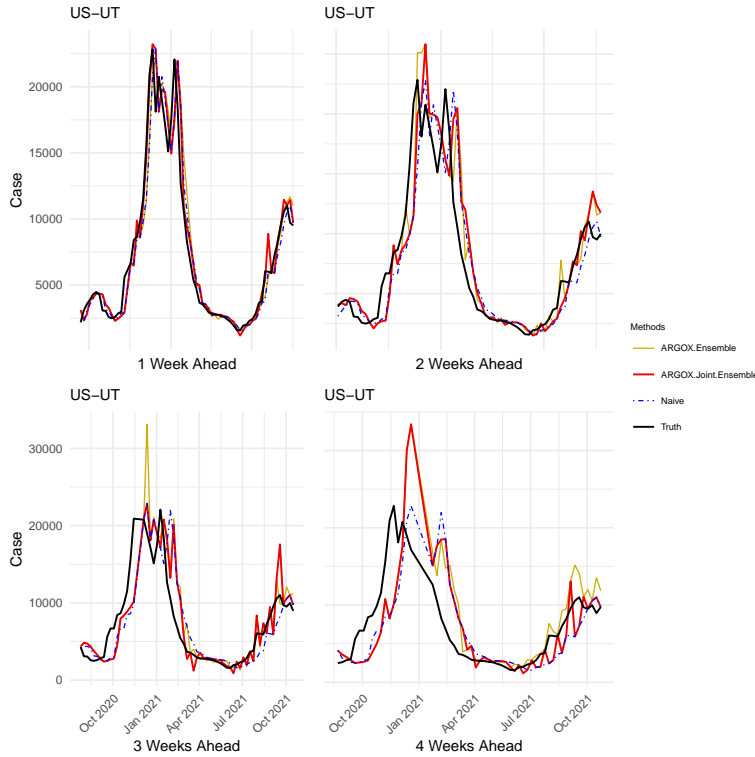 US−UT
US−UT
Case
20000
15000
10000
5000
1 Week Ahead
2 Weeks Ahead
Methods
ARGOX.Ensemble
ARGOX.Joint.Ensemble
Naive
Truth
US−UT
US−UT
Case
30000
20000
10000
0
Oct 2020
Jan 2021
Apr 2021
Jul 2021
Oct 2021
Oct 2020
Jan 2021
Apr 2021
Jul 2021
Oct 2021
3 Weeks Ahead
4 Weeks Ahead